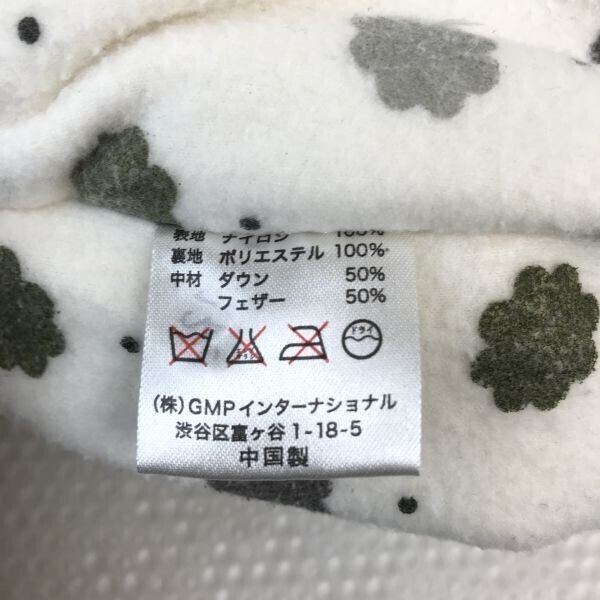 表地 ナイロン 100%
裏地 ポリエステル 100%
中材 ダウン 50%
フェザー 50%
ドライ
(株)GMPインターナショナル
渋谷区富ヶ谷1-18-5
中国製